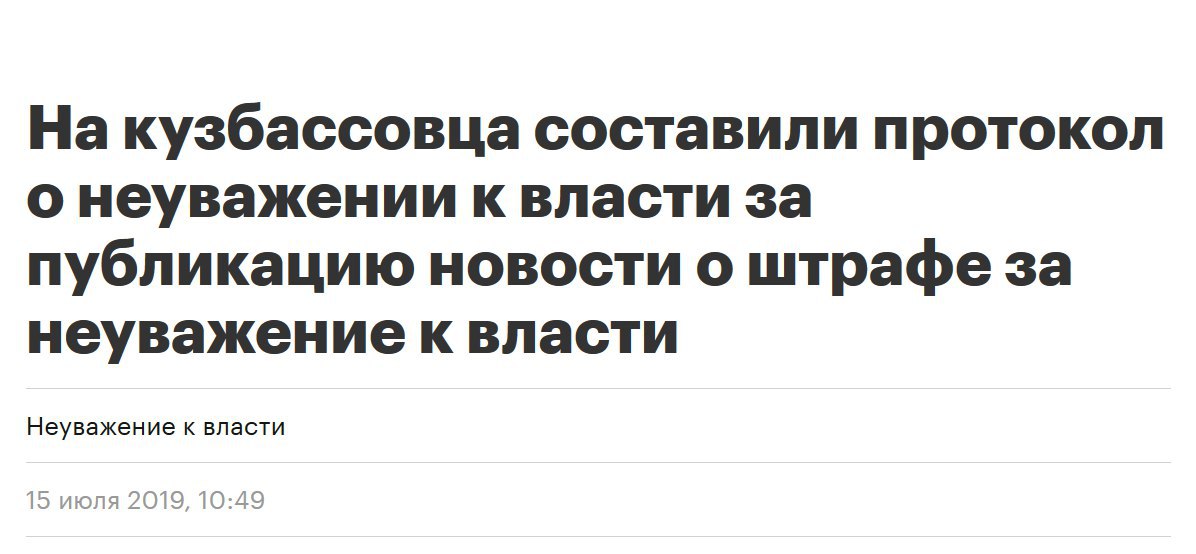 На кузбассовца составили протокол
о неуважении к власти за
публикацию новости о штрафе за
неуважение к власти
Неуважение к власти
15 июля 2019, 10:49